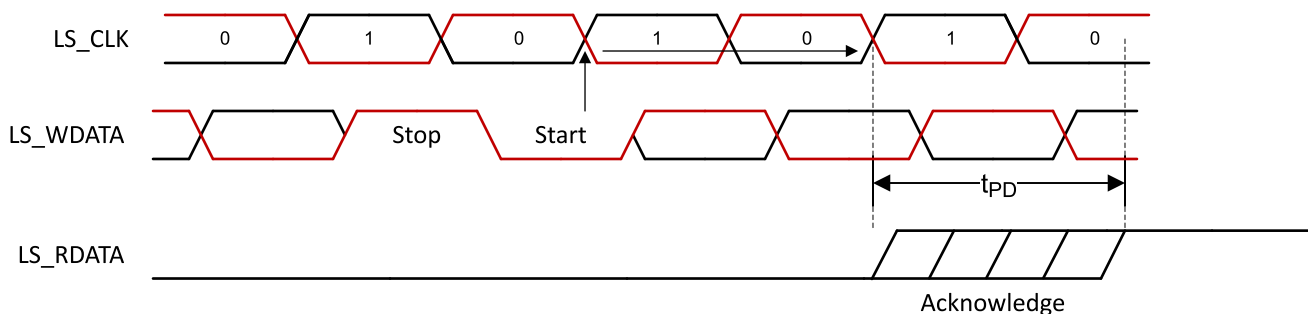 LS_CLK 0 1 0 1 0 1 0
LS_WDATA Stop Start
tPD
LS_RDATA
Acknowledge